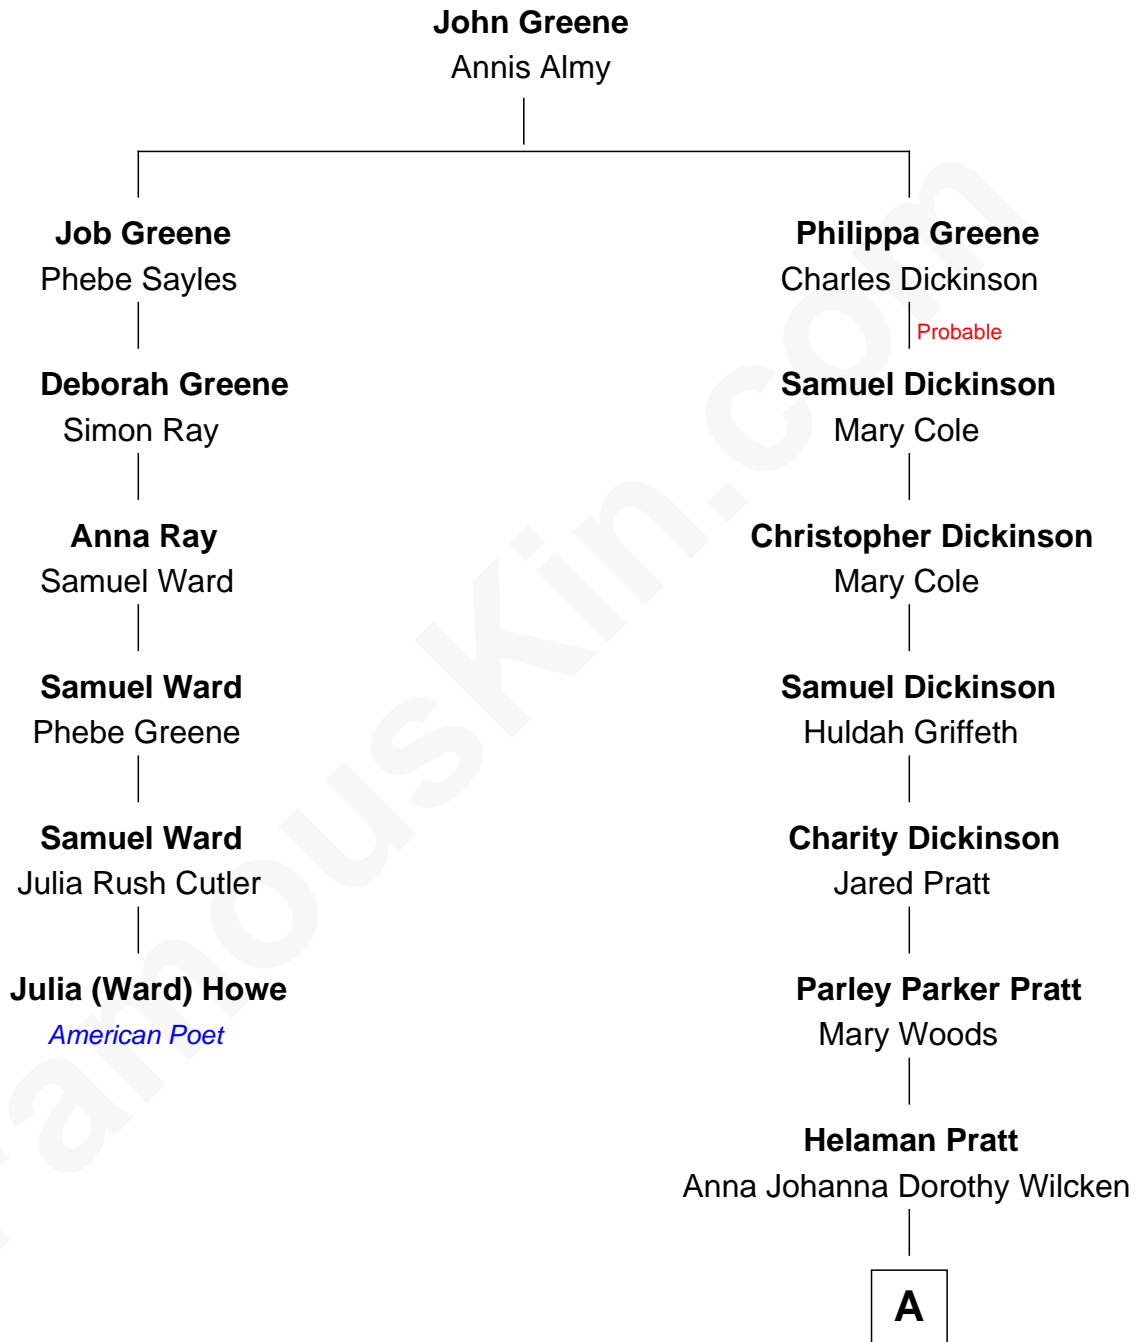 John Greene
Annis Almy
Job Greene
Phebe Sayles
Philippa Greene
Charles Dickinson
Probable
Deborah Greene
Simon Ray
Samuel Dickinson
Mary Cole
Anna Ray
Samuel Ward
Christopher Dickinson
Mary Cole
Samuel Ward
Phebe Greene
Samuel Dickinson
Huldah Griffeth
Samuel Ward
Julia Rush Cutler
Charity Dickinson
Jared Pratt
Julia (Ward) Howe
American Poet
Parley Parker Pratt
Mary Woods
Helaman Pratt
Anna Johanna Dorothy Wilcken
A
FamousKin.com